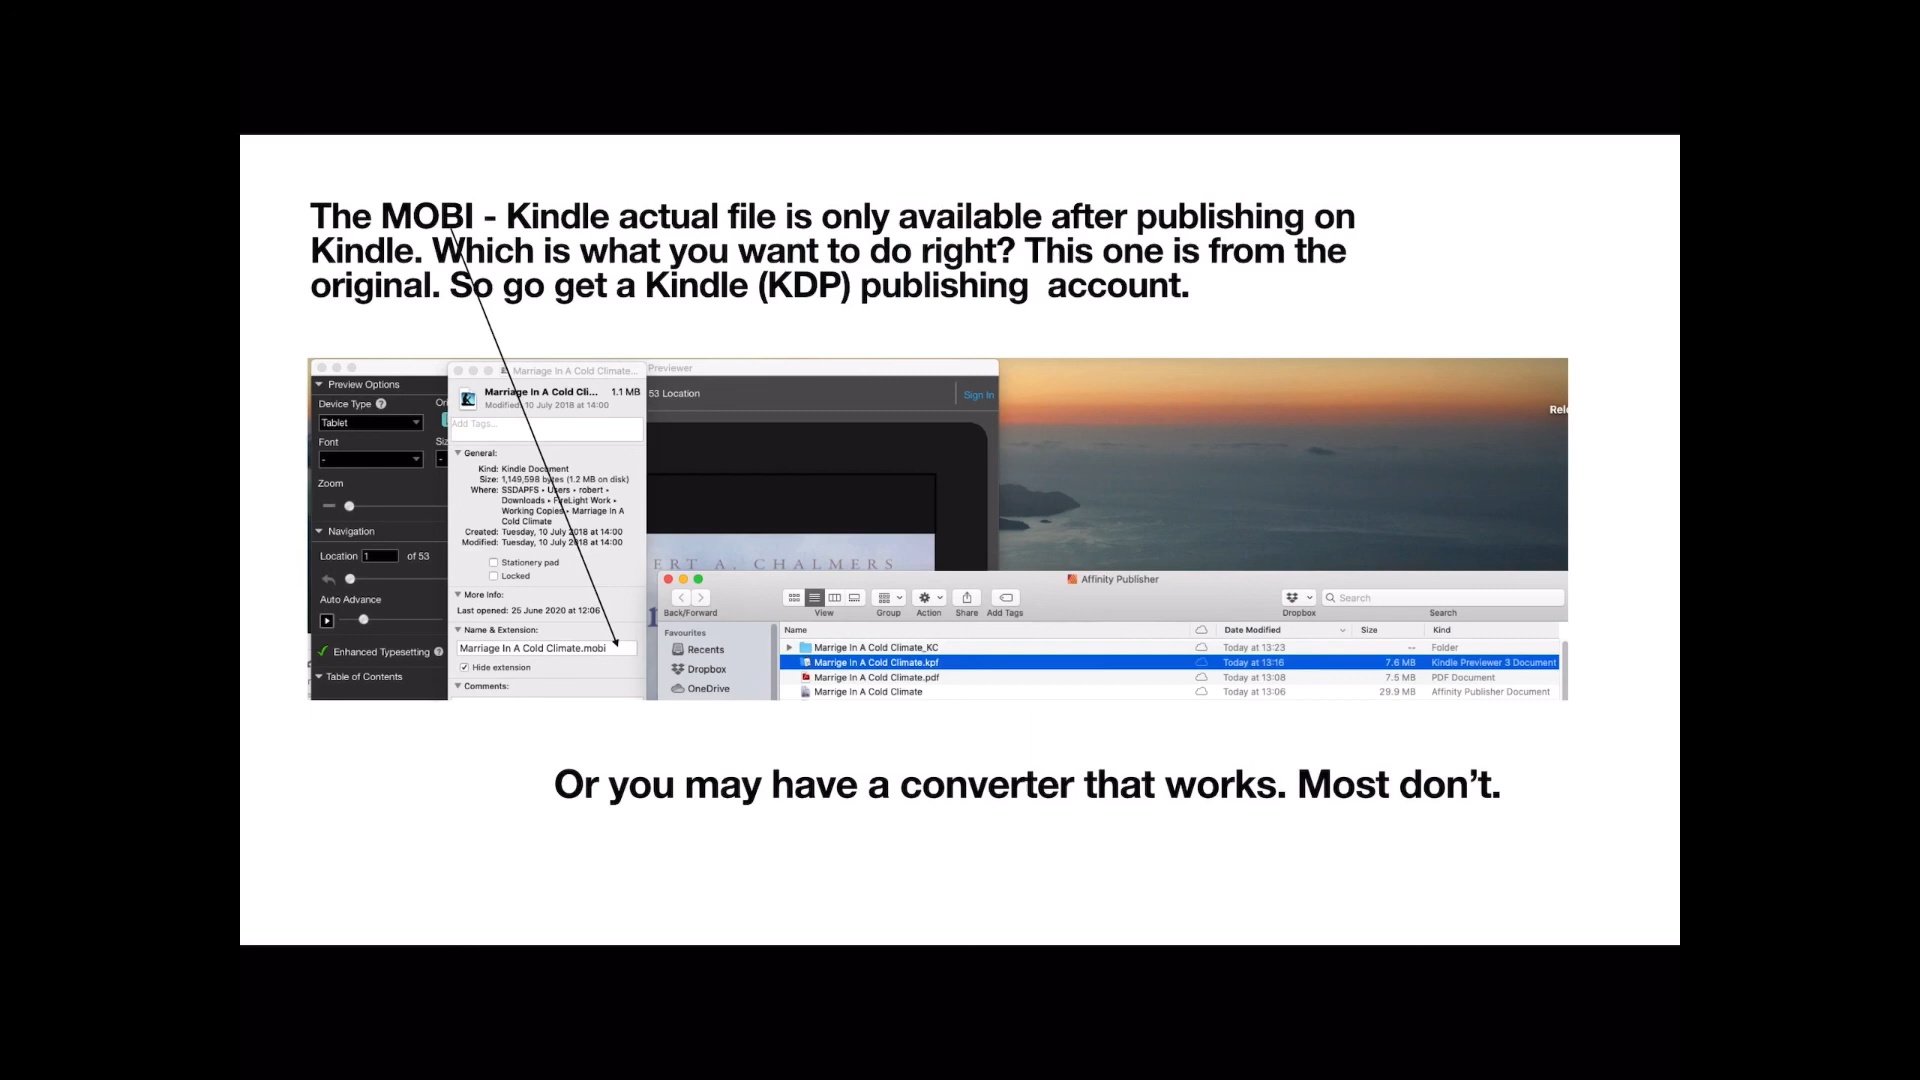 The MOBI - Kindle actual file is only available after publishing on
Kindle. Which is what you want to do right? This one is from the
original. So go get a Kindle (KDP) publishing  account.
Marriage In A Cold Climate...
Previewer
Preview Options
Device Type ?
Ori
Tablet
Font
Siz
-
-
Zoom
Navigation
Location 1 of 53
Auto Advance
Enhanced Typesetting ?
Table of Contents
Marriage In A Cold Cli... 1.1 MB
Modified: 10 July 2018 at 14:00
Add Tags...
General:
Kind: Kindle Document
Size: 1,149,598 bytes (1.2 MB on disk)
Where: SSDAPFS • Users • robert •
Downloads • FireLight Work •
Working Copies • Marriage In A
Cold Climate
Created: Tuesday, 10 July 2018 at 14:00
Modified: Tuesday, 10 July 2018 at 14:00
Stationery pad
Locked
More Info:
Last opened: 25 June 2020 at 12:06
Name & Extension:
Marriage In A Cold Climate.mobi
Hide extension
Comments:
53 Location
Sign In
Relo
ERT A. CHALMERS
Affinity Publisher
Search
Back/Forward
View
Group
Action
Share
Add Tags
Dropbox
Search
Favourites
Recents
Dropbox
OneDrive
Name Date Modified Size Kind
Marrige In A Cold Climate_KC Today at 13:23 -- Folder
Marrige In A Cold Climate.kpf Today at 13:16 7.6 MB Kindle Previewer 3 Document
Marrige In A Cold Climate.pdf Today at 13:08 7.5 MB PDF Document
Marrige In A Cold Climate Today at 13:06 29.9 MB Affinity Publisher Document
Or you may have a converter that works. Most don’t.